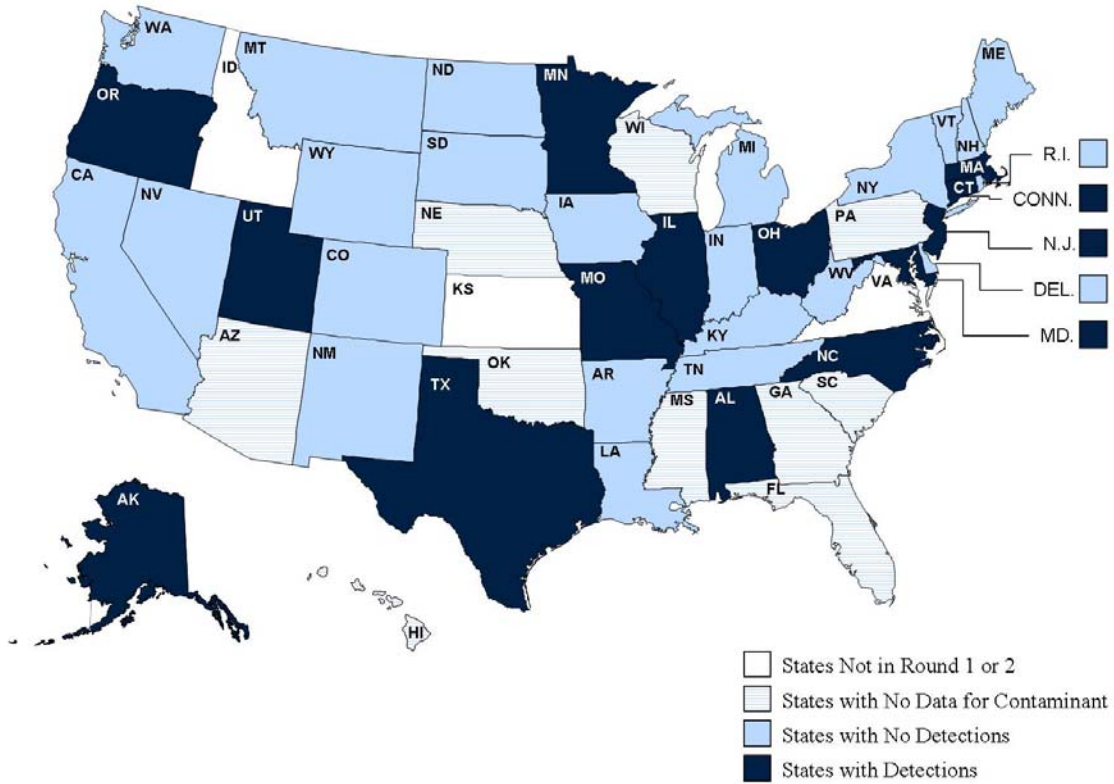 WA
MT
ND
MN
ME
ID
OR
VT
WI
NH
SD
MI
MA
R.I.
WY
NY
CT
CA
NV
IA
CONN.
NE
PA
UT
IL
IN
OH
N.J.
CO
MO
WV
VA
DEL.
KS
KY
MD.
AZ
NM
OK
AR
TN
NC
TX
MS
AL
GA
SC
LA
FL
AK
HI
States Not in Round 1 or 2
States with No Data for Contaminant
States with No Detections
States with Detections